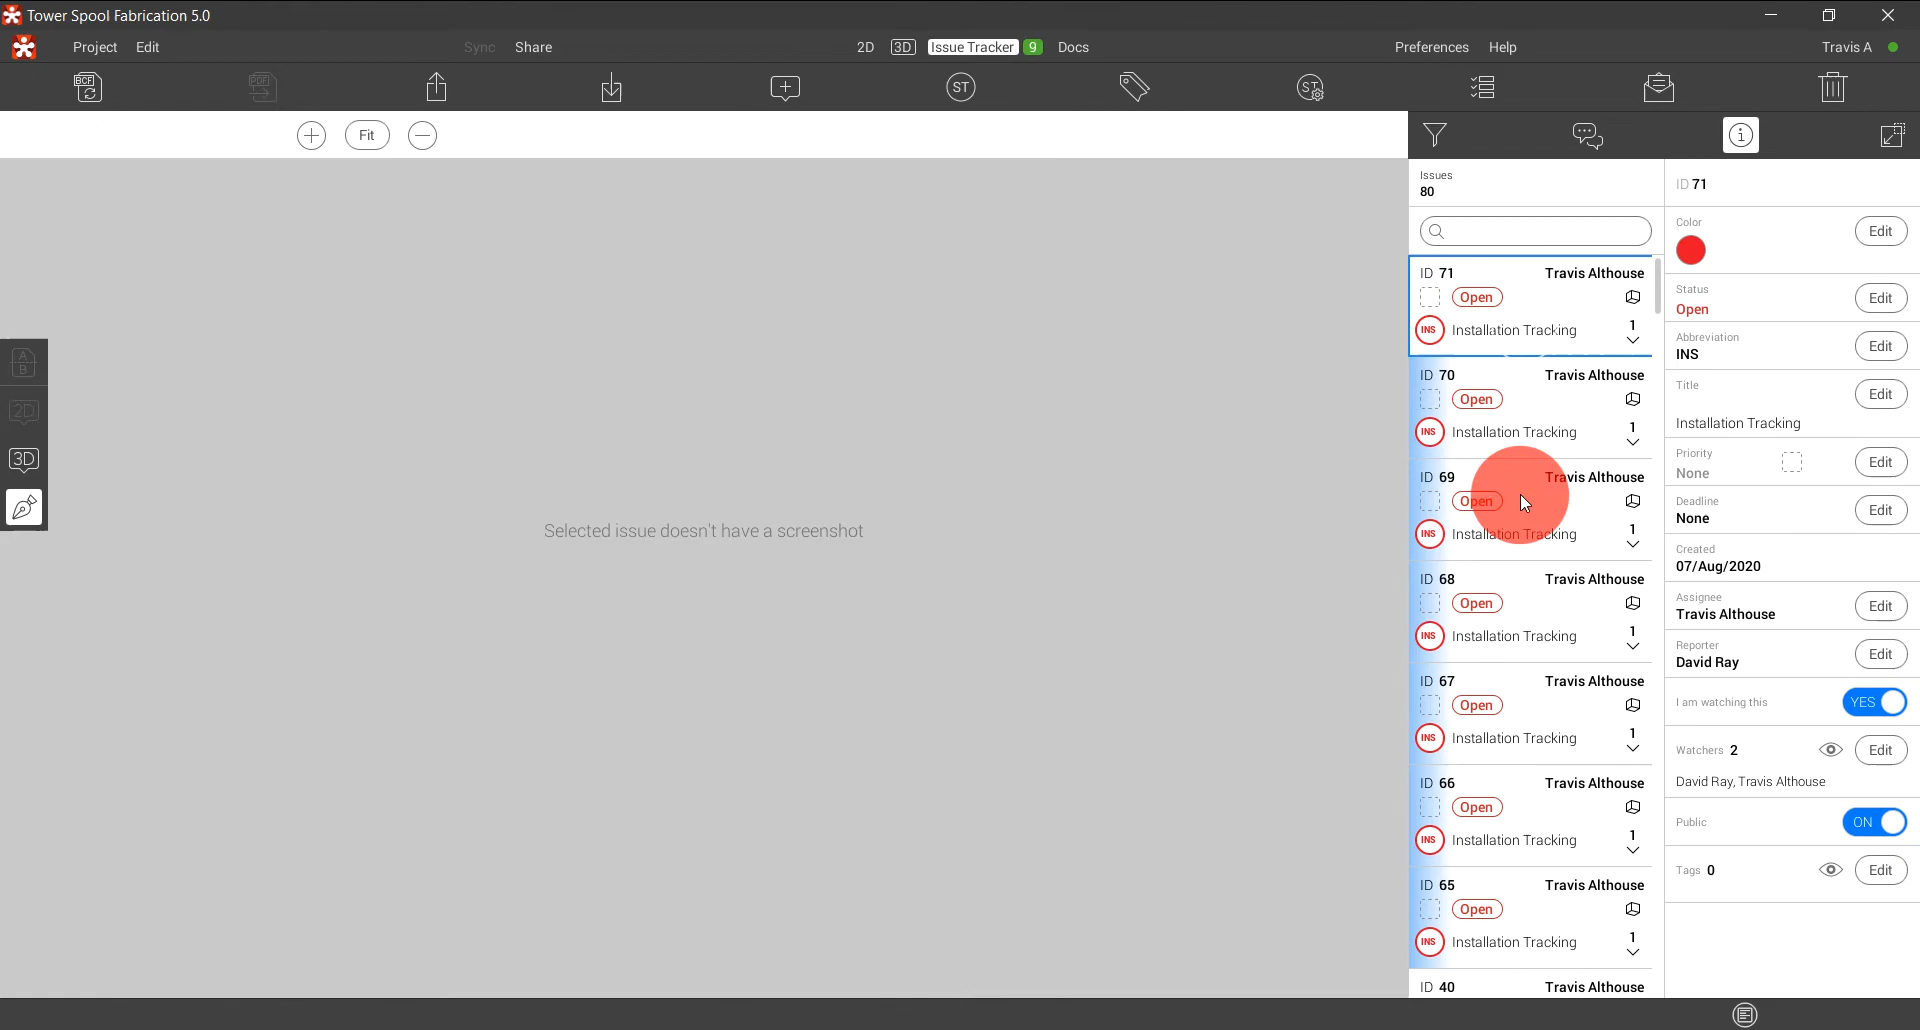 Tower Spool Fabrication 5.0
Project Edit Sync Share 2D 3D Issue Tracker 9 Docs Preferences Help Travis A
BCF PDF ST ST
Fit
Issues
80
ID 71
Color
Edit
Status
Open
Edit
Abbreviation
INS
Edit
Title
Edit
Installation Tracking
Priority
None
Edit
Deadline
None
Edit
Created
07/Aug/2020
Assignee
Travis Althouse
Edit
Reporter
David Ray
Edit
I am watching this YES
Watchers 2 Edit
David Ray, Travis Althouse
Public ON
Tags 0 Edit
ID 71 Travis Althouse
Open
INS Installation Tracking 1
ID 70 Travis Althouse
Open
INS Installation Tracking 1
ID 69 Travis Althouse
Open
INS Installation Tracking 1
ID 68 Travis Althouse
Open
INS Installation Tracking 1
ID 67 Travis Althouse
Open
INS Installation Tracking 1
ID 66 Travis Althouse
Open
INS Installation Tracking 1
ID 65 Travis Althouse
Open
INS Installation Tracking 1
ID 40 Travis Althouse
A
B
2D
3D
Selected issue doesn't have a screenshot